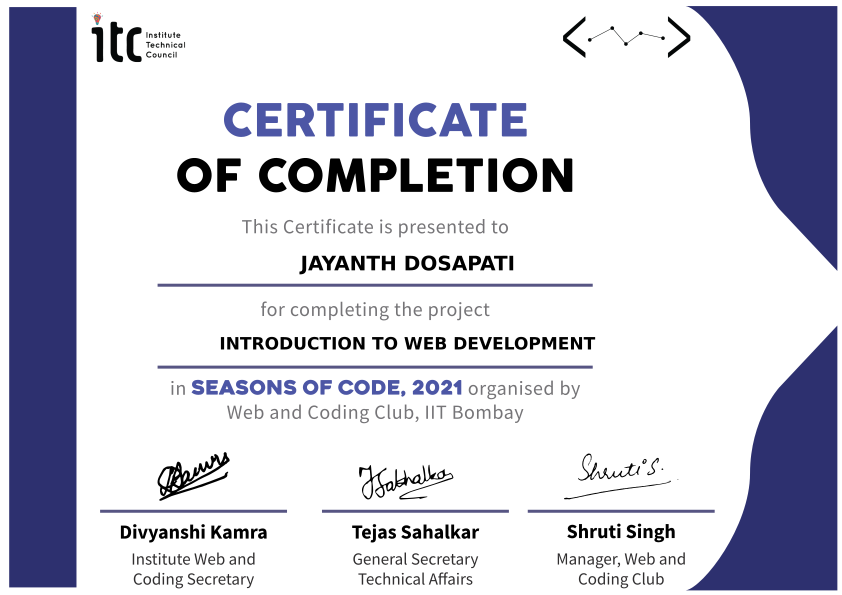 itc Institute
Technical
Council
CERTIFICATE
OF COMPLETION
This Certificate is presented to
JAYANTH DOSAPATI
for completing the project
INTRODUCTION TO WEB DEVELOPMENT
in SEASONS OF CODE, 2021 organised by
Web and Coding Club, IIT Bombay
Shruti S.
Divyanshi Kamra
Institute Web and
Coding Secretary
Tejas Sahalkar
General Secretary
Technical Affairs
Shruti Singh
Manager, Web and
Coding Club